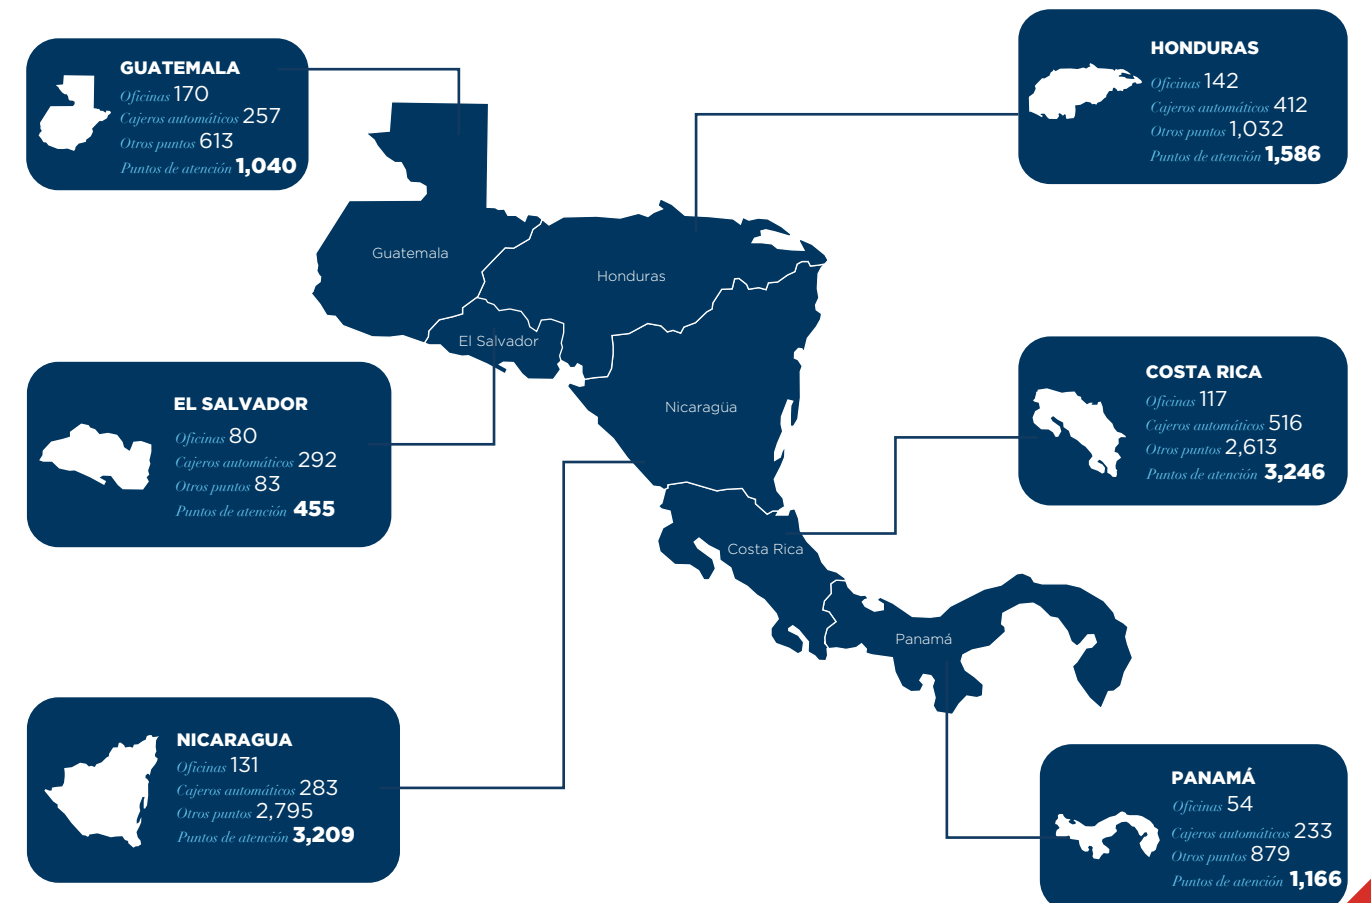 GUATEMALA
Oficinas 170
Cajeros automáticos 257
Otros puntos 613
Puntos de atención 1,040
HONDURAS
Oficinas 142
Cajeros automáticos 412
Otros puntos 1,032
Puntos de atención 1,586
Guatemala
Honduras
El Salvador
Nicaragüa
Costa Rica
Panamá
EL SALVADOR
Oficinas 80
Cajeros automáticos 292
Otros puntos 83
Puntos de atención 455
COSTA RICA
Oficinas 117
Cajeros automáticos 516
Otros puntos 2,613
Puntos de atención 3,246
NICARAGUA
Oficinas 131
Cajeros automáticos 283
Otros puntos 2,795
Puntos de atención 3,209
PANAMÁ
Oficinas 54
Cajeros automáticos 233
Otros puntos 879
Puntos de atención 1,166